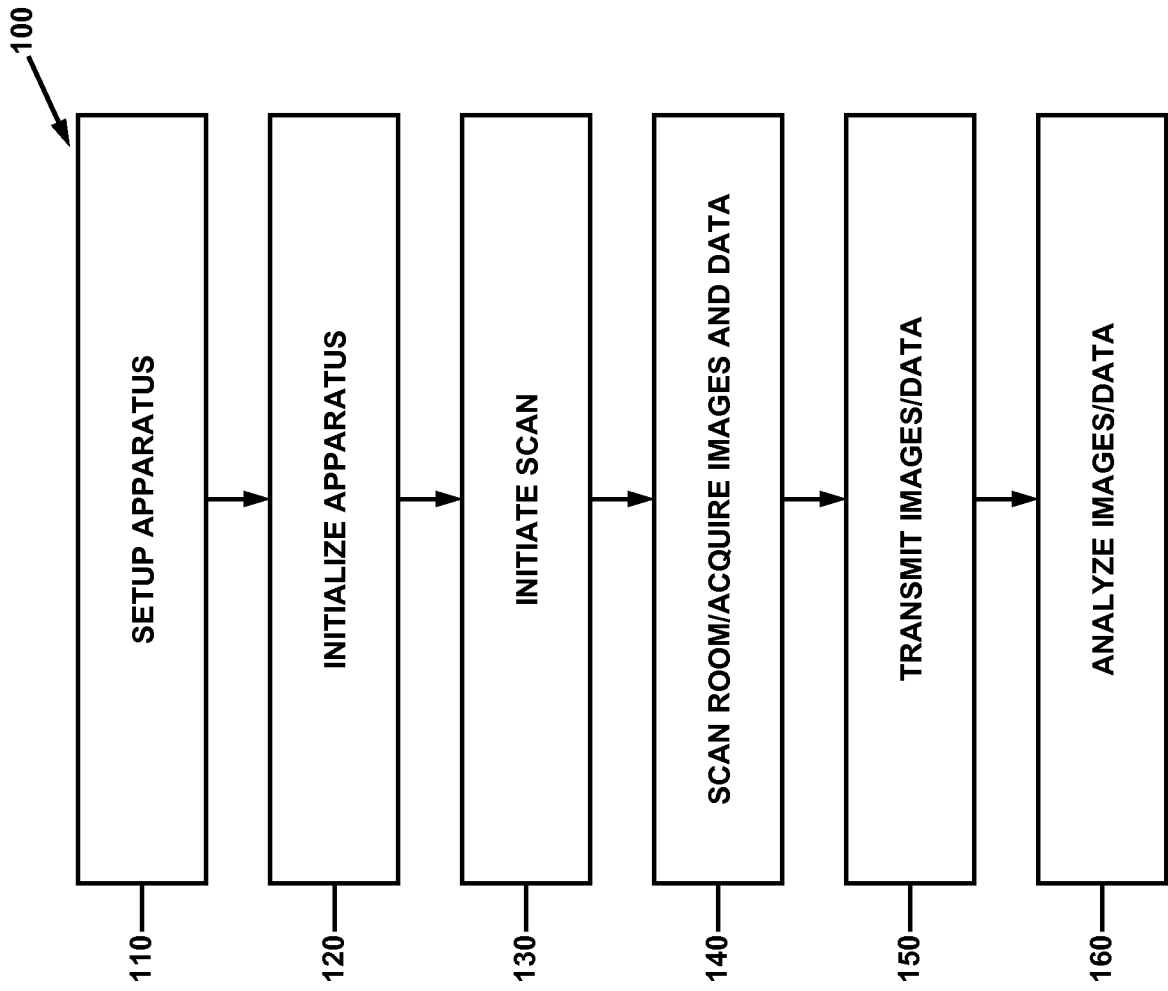 100
110
SETUP APPARATUS
120
INITIALIZE APPARATUS
130
INITIATE SCAN
140
SCAN ROOM/ACQUIRE IMAGES AND DATA
150
TRANSMIT IMAGES/DATA
160
ANALYZE IMAGES/DATA